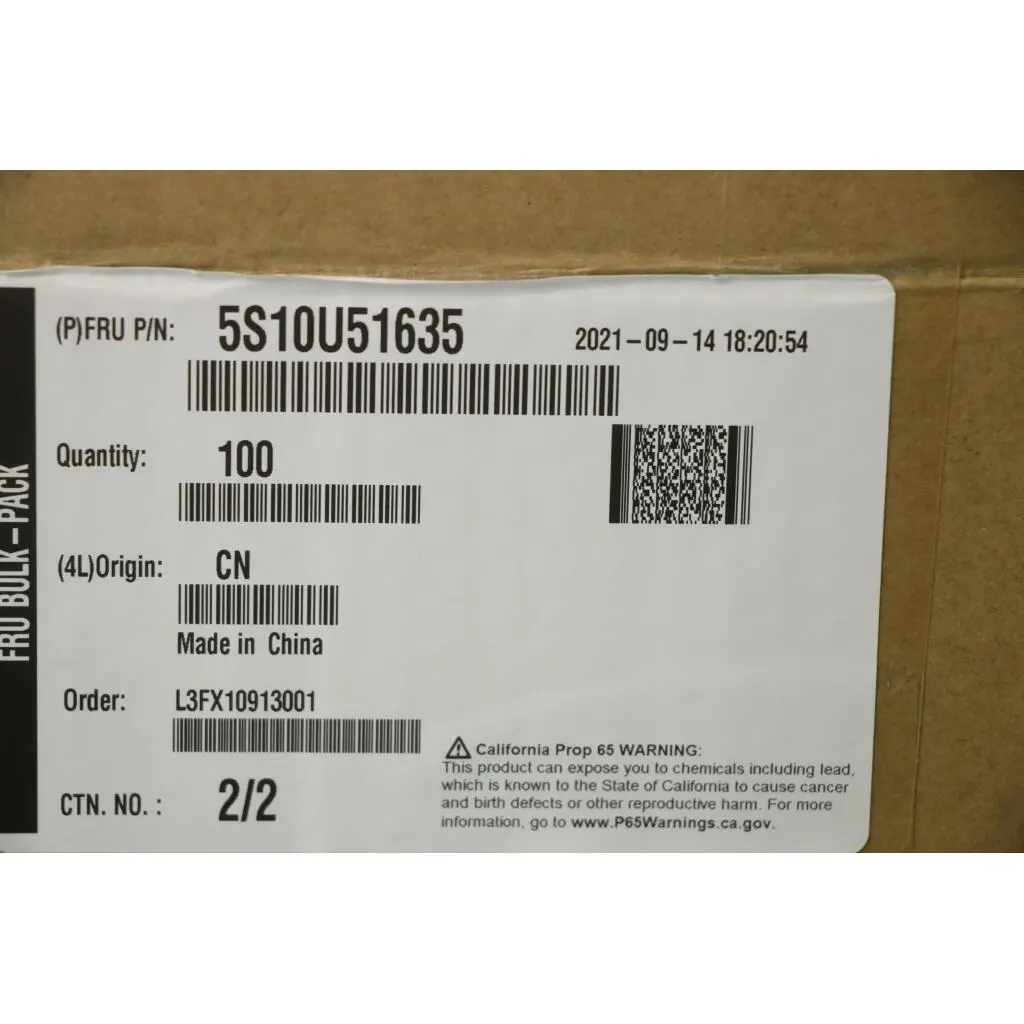 FRU BULK-PACK
(P)FRU P/N: 5S10U51635 2021-09-14 18:20:54
Quantity: 100
(4L)Origin: CN
Made in China
Order: L3FX10913001
CTN. NO. : 2/2
California Prop 65 WARNING:
This product can expose you to chemicals including lead,
which is known to the State of California to cause cancer
and birth defects or other reproductive harm. For more
information, go to www.P65Warnings.ca.gov.